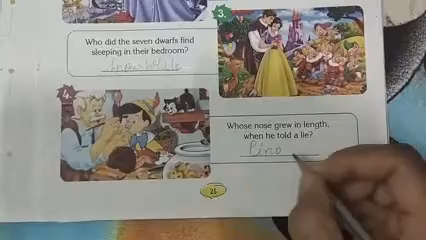 3.
Who did the seven dwarfs find
sleeping in their bedroom?
Snow White
4.
Whose nose grew in length,
when he told a lie?
Pino
25